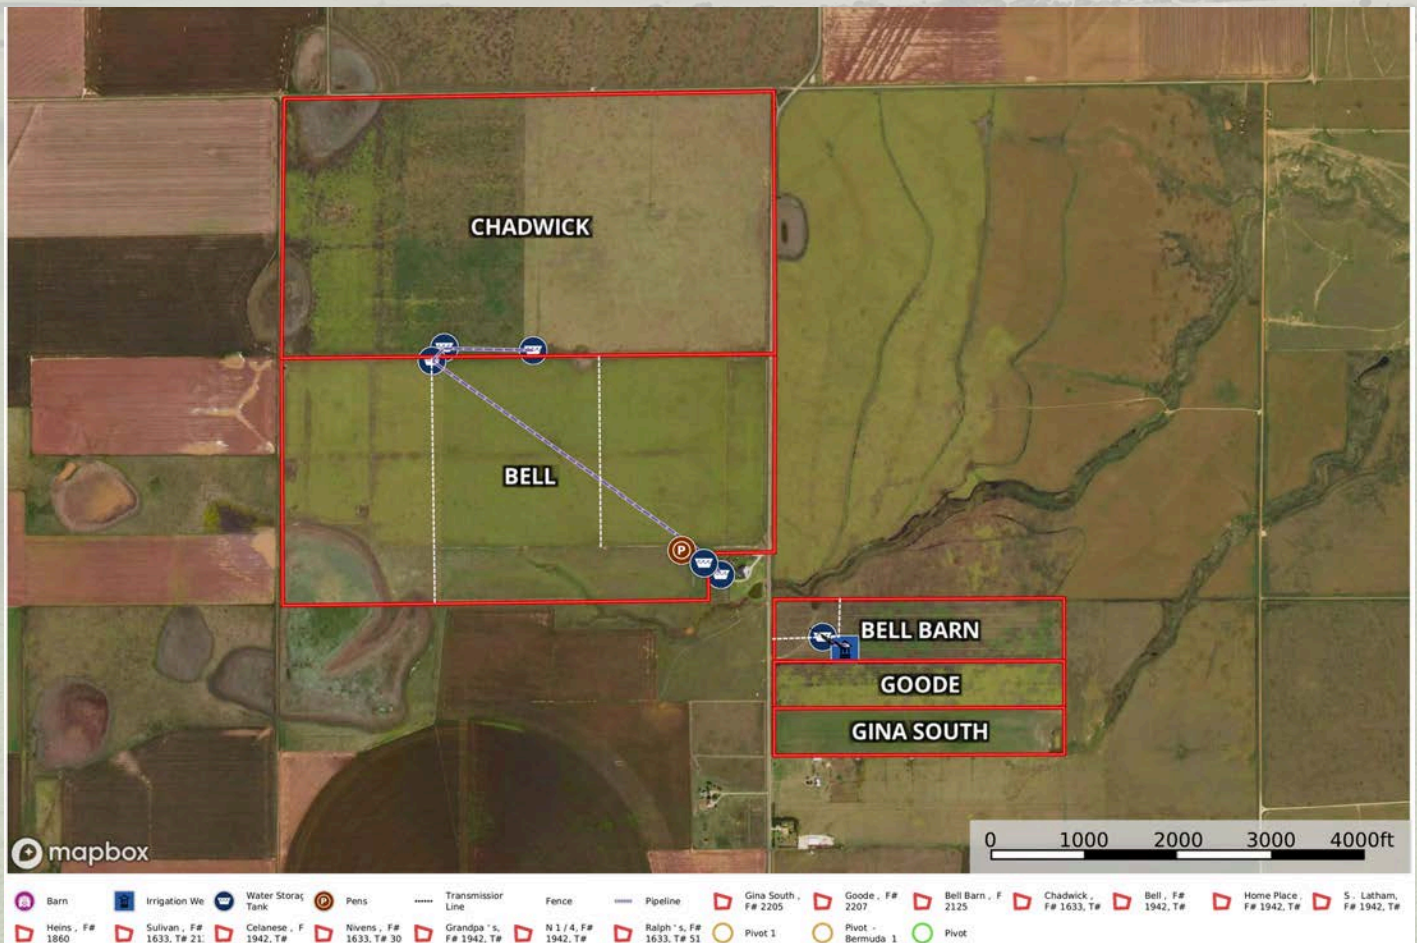 CHADWICK
BELL
P
BELL BARN
GOODE
GINA SOUTH
mapbox
0 1000 2000 3000 4000ft
Barn
Irrigation We
Water Storag
Tank
P
Pens
Transmission
Line
Fence
Pipeline
Gina South ,
F# 2205
Goode , F#
2207
Bell Barn , F
2125
Chadwick ,
F# 1633, T#
Bell , F#
1942, T#
Home Place ,
F# 1942, T#
S . Latham,
F# 1942, T#
Heins , F#
1860
Sulivan , F#
1633, T# 21:
Celanese , F
1942, T#
Nivens , F#
1633, T# 30
Grandpa ' s,
F# 1942, T#
N 1 / 4, F#
1942, T#
Ralph ' s, F#
1633, T# 51
Pivot 1
Pivot -
Bermuda 1
Pivot